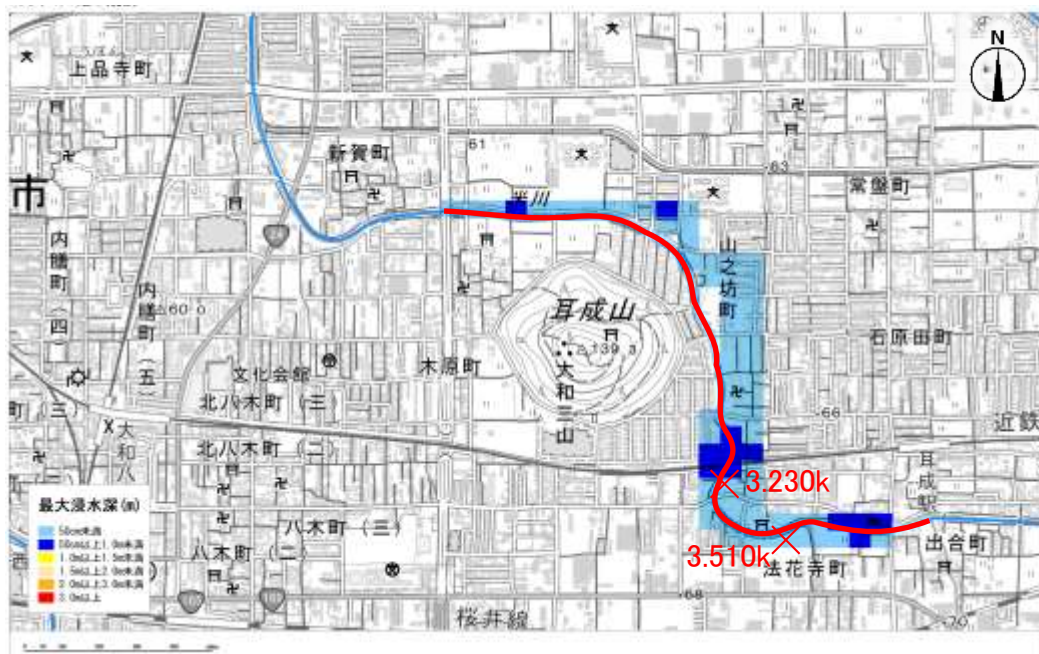 N
上品寺町
新賀町
61
63
市
米川
常盤町
内膳町(四)
内膳町(五)
60.0
山之坊町
耳成山
139.3
石原田町
木原町
大和三山
文化会館
北八木町(三)
66
近鉄
大和八
北八木町(二)
耳成駅
3.230k
最大浸水深(m)
50cm未満
50cm以上1.0m未満
1.0m以上1.5m未満
1.5m以上2.0m未満
2.0m以上3.0m未満
3.0m以上
八木町(三)
八木町(二)
3.510k
法花寺町
出合町
68
桜井線
70